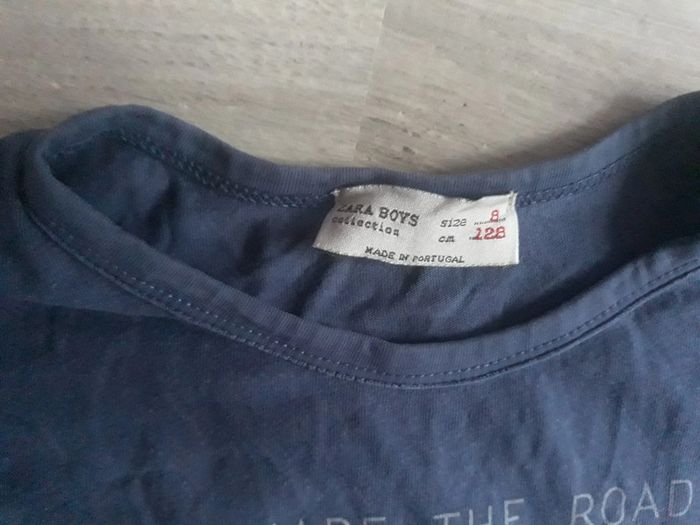 ZARA BOYS
collection
size 8
cm 128
MADE IN PORTUGAL
THE ROAD